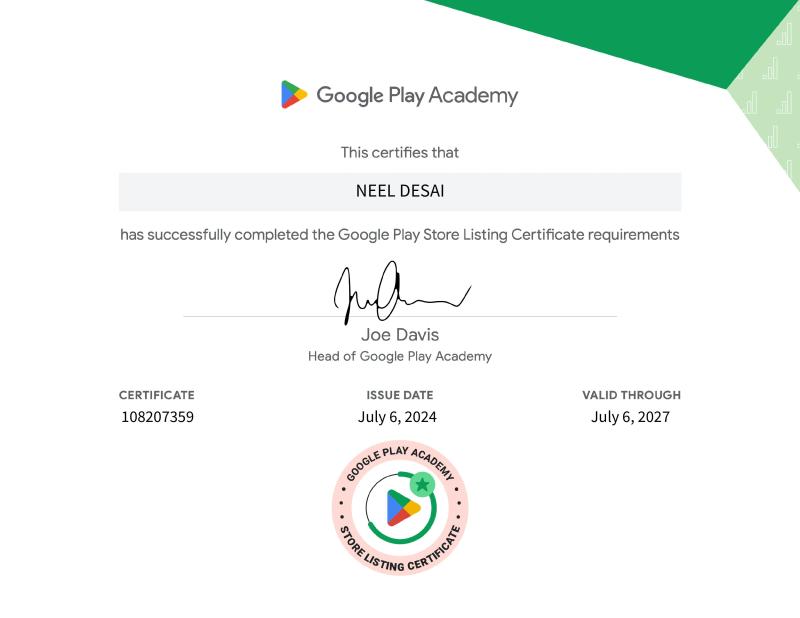 Google Play Academy
This certifies that
NEEL DESAI
has successfully completed the Google Play Store Listing Certificate requirements
Joe Davis
Head of Google Play Academy
CERTIFICATE ISSUE DATE VALID THROUGH
108207359 July 6, 2024 July 6, 2027
GOOGLE PLAY ACADEMY
STORE LISTING CERTIFICATE